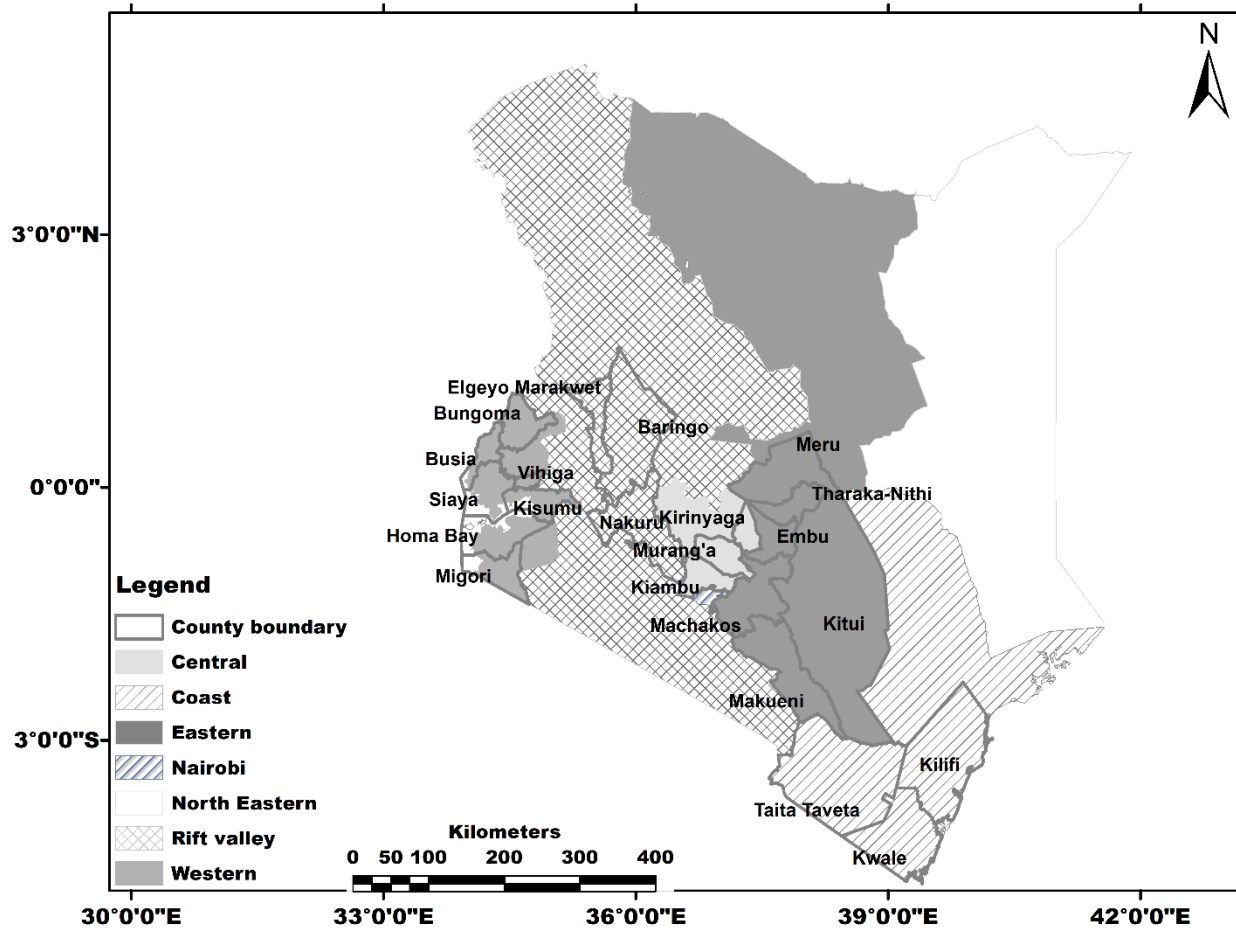 N
3°0'0"N
0°0'0"
3°0'0"S
Elgeyo Marakwet
Bungoma
Baringo
Meru
Busia
Vihiga
Tharaka-Nithi
Siaya
Kisumu
Nakuru
Kirinyaga
Homa Bay
Embu
Murang'a
Migori
Kiambu
Machakos
Kitui
Makueni
Kilifi
Taita Taveta
Kwale
Legend
County boundary
Central
Coast
Eastern
Nairobi
North Eastern
Rift valley
Western
Kilometers
0 50 100 200 300 400
30°0'0"E 33°0'0"E 36°0'0"E 39°0'0"E 42°0'0"E